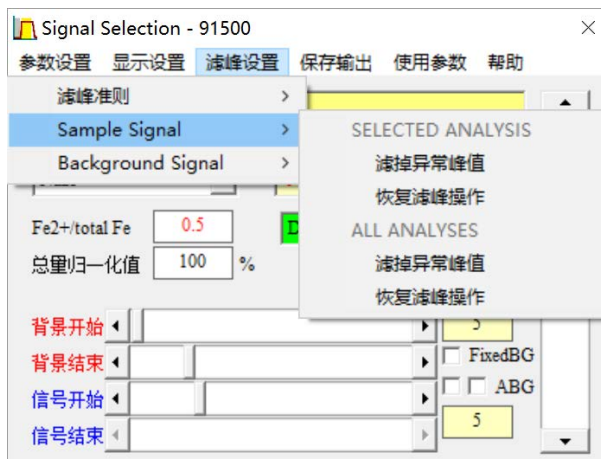 Signal Selection - 91500
参数设置 显示设置 滤峰设置 保存输出 使用参数 帮助
滤峰准则
Sample Signal
Background Signal
SELECTED ANALYSIS
滤掉异常峰值
恢复滤峰操作
ALL ANALYSES
滤掉异常峰值
恢复滤峰操作
Fe2+/total Fe 0.5 D
总量归一化值 100 %
背景开始 5
背景结束 FixedBG
信号开始 ABG
信号结束 5